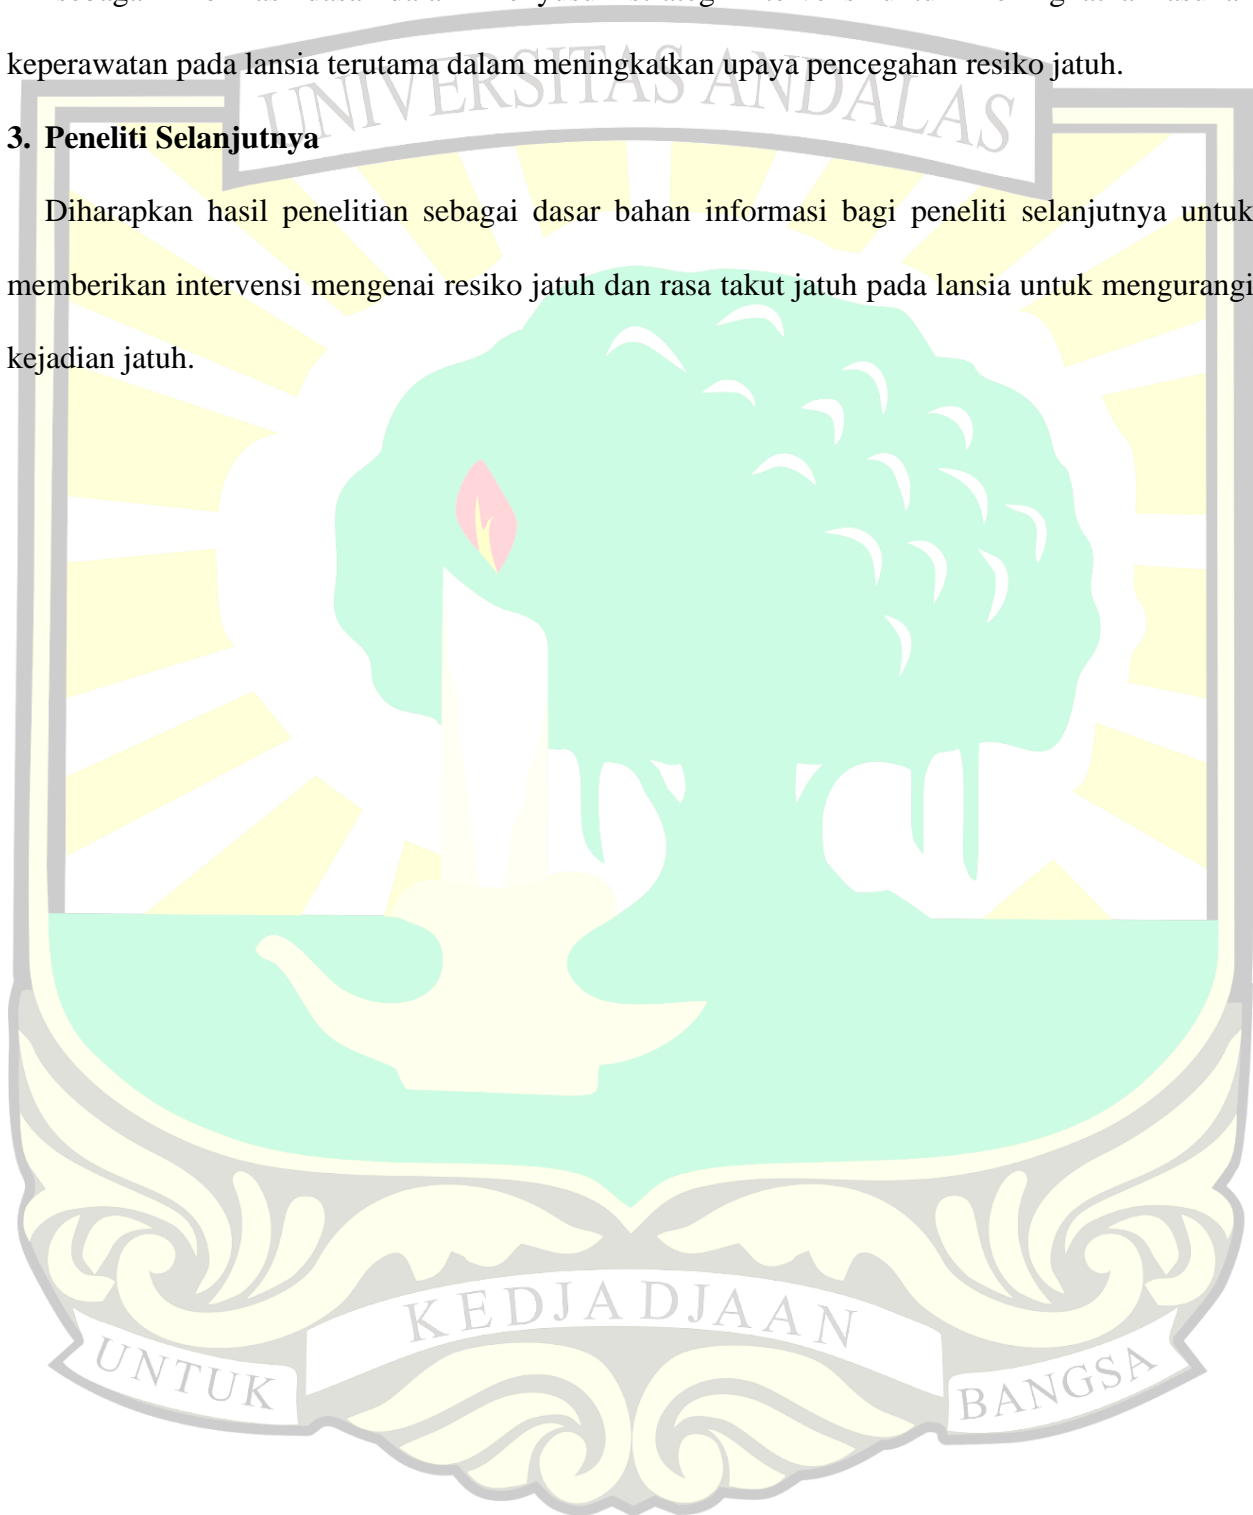 keperawatan pada lansia terutama dalam meningkatkan upaya pencegahan resiko jatuh.
UNIVERSITAS ANDALAS
3. Peneliti Selanjutnya
Diharapkan hasil penelitian sebagai dasar bahan informasi bagi peneliti selanjutnya untuk
memberikan intervensi mengenai resiko jatuh dan rasa takut jatuh pada lansia untuk mengurangi
kejadian jatuh.
UNTUK KEDJADJAAN BANGSA